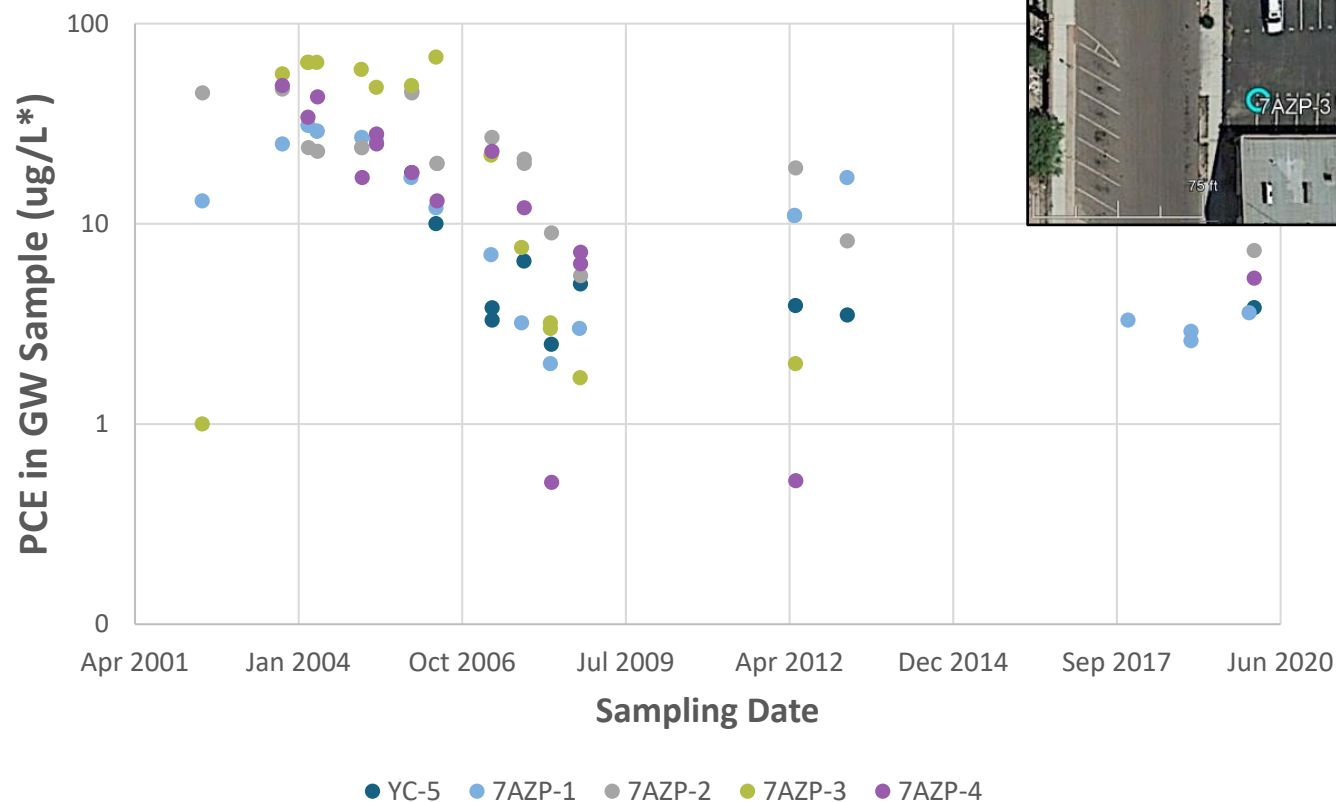 100
10
1
0
PCE in GW Sample (ug/L*)
Apr 2001 Jan 2004 Oct 2006 Jul 2009 Apr 2012 Dec 2014 Sep 2017 Jun 2020
Sampling Date
YC-5 7AZP-1 7AZP-2 7AZP-3 7AZP-4
7AZP-3
75 ft